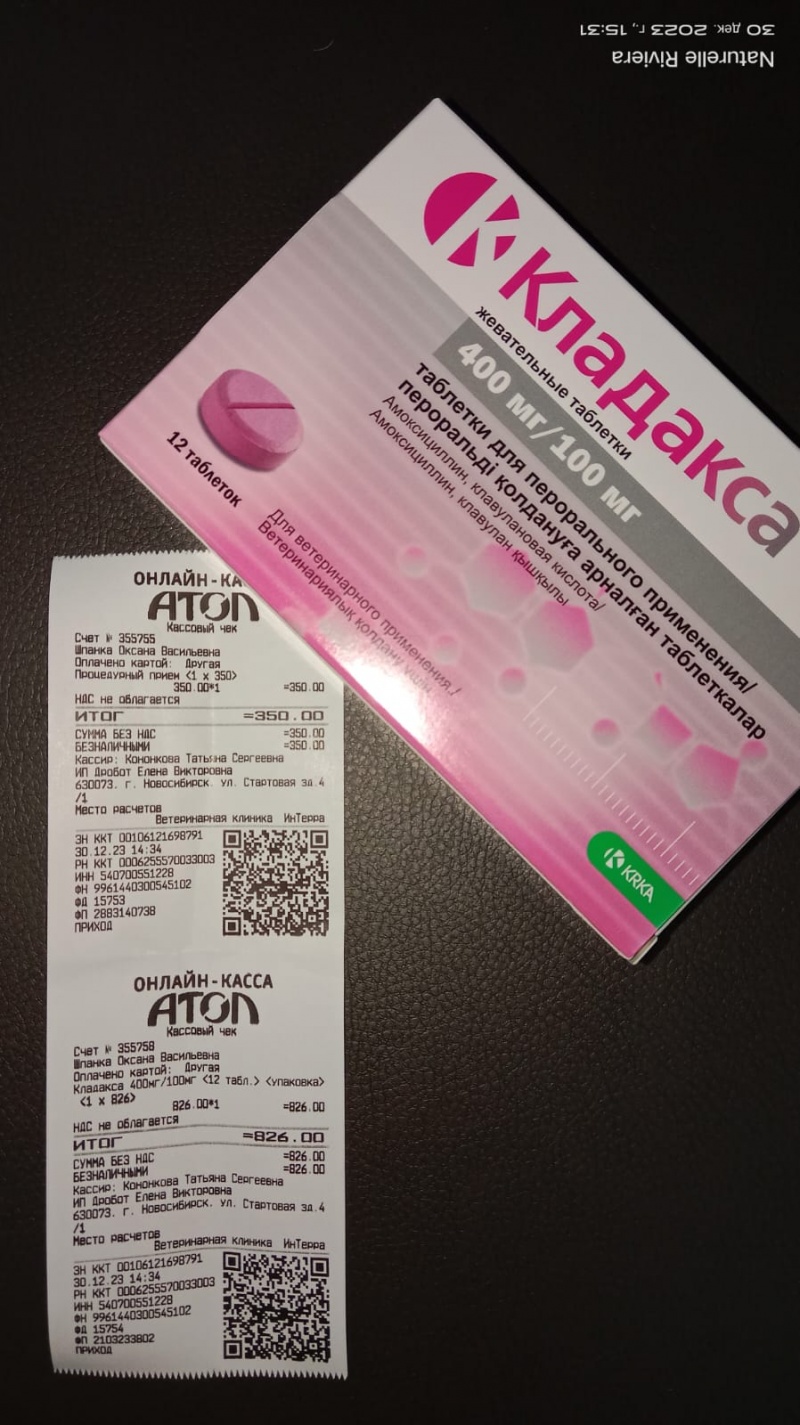 Naturelle Riviera
30 дек. 2023 г., 15:31
Кладакса
жевательные таблетки
400 мг/100 мг
таблетки для перорального применения/
пероральді қолдануға арналған таблеткалар
Амоксициллин, клавулановая кислота/
Амоксициллин, клавулан қышқылы
12 таблеток
Для ветеринарного применения./
Ветеринариялық қолдану үшін.
KRKA
ОНЛАЙН-КА
АТОЛ
Кассовый чек
Счет № 355755
Шпанка Оксана Васильевна
Оплачено картой: Другая
Процедурный прием <1 x 350>
350.00*1 =350.00
НДС не облагается
ИТОГ =350.00
СУММА БЕЗ НДС =350.00
БЕЗНАЛИЧНЫМИ =350.00
Кассир: Кононкова Татьяна Сергеевна
ИП Дробот Елена Викторовна
630073. г. Новосибирск. ул. Стартовая зд.4
/1
Место расчетов
Ветеринарная клиника ИнТерра
ЗН ККТ 00106121698791
30.12.23 14:34
РН ККТ 0006255570033003
ИНН 540700551228
ФН 9961440300545102
ФД 15753
ФП 2883140738
ПРИХОД
ОНЛАЙН-КАССА
АТОЛ
Кассовый чек
Счет № 355758
Шпанка Оксана Васильевна
Оплачено картой: Другая
Кладакса 400мг/100мг <12 табл.> <упаковка>
<1 x 826>
826.00*1 =826.00
НДС не облагается
ИТОГ =826.00
СУММА БЕЗ НДС =826.00
БЕЗНАЛИЧНЫМИ =826.00
Кассир: Кононкова Татьяна Сергеевна
ИП Дробот Елена Викторовна
630073. г. Новосибирск. ул. Стартовая зд.4
/1
Место расчетов
Ветеринарная клиника ИнТерра
ЗН ККТ 00106121698791
30.12.23 14:34
РН ККТ 0006255570033003
ИНН 540700551228
ФН 9961440300545102
ФД 15754
ФП 2103233802
ПРИХОД